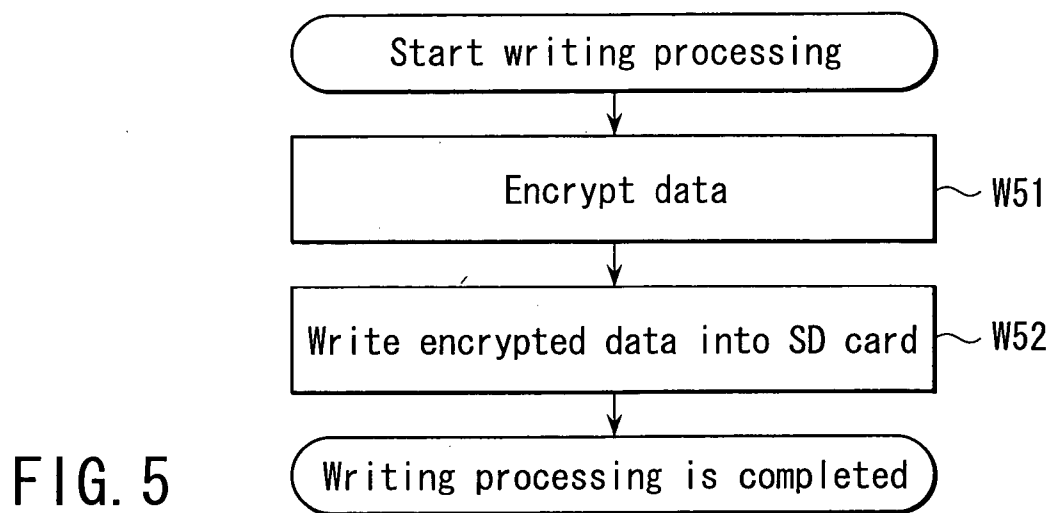 Start writing processing
Encrypt data
W51
Write encrypted data into SD card
W52
Writing processing is completed
FIG. 5